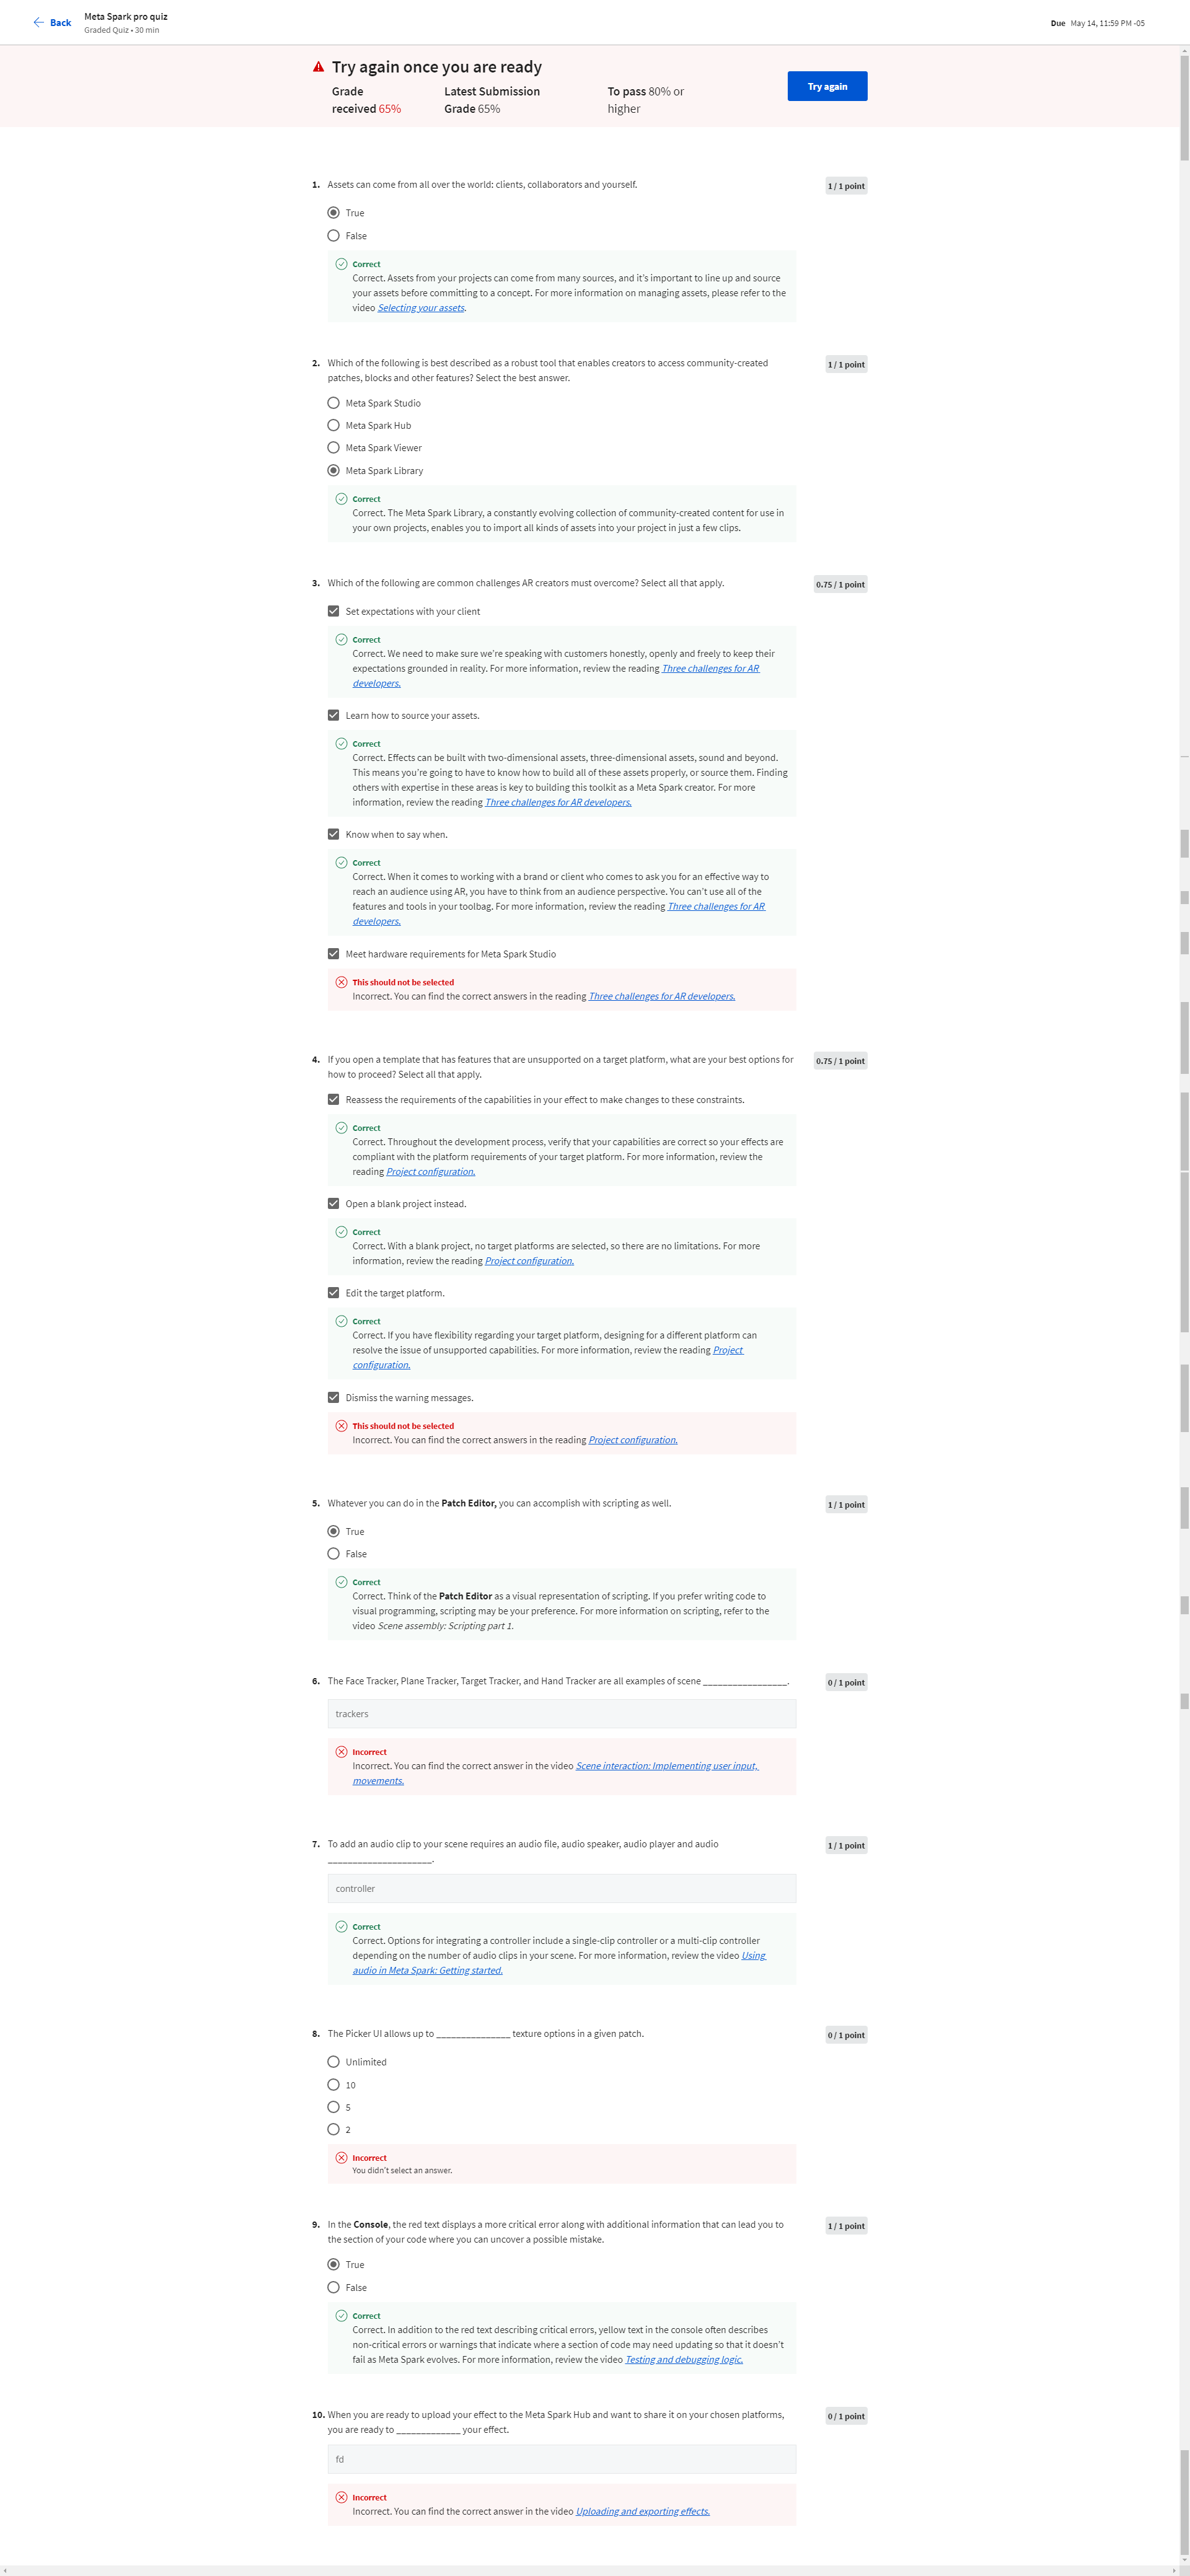 Back
Meta Spark pro quiz
Graded Quiz • 30 min
Due May 14, 11:59 PM -05
Try again once you are ready
Grade
received 65%
Latest Submission
Grade 65%
To pass 80% or
higher
Try again
1. Assets can come from all over the world: clients, collaborators and yourself.
1 / 1 point
True
False
Correct
Correct. Assets from your projects can come from many sources, and it's important to line up and source
your assets before committing to a concept. For more information on managing assets, please refer to the
video Selecting your assets.
2. Which of the following is best described as a robust tool that enables creators to access community-created
patches, blocks and other features? Select the best answer.
1 / 1 point
Meta Spark Studio
Meta Spark Hub
Meta Spark Viewer
Meta Spark Library
Correct
Correct. The Meta Spark Library, a constantly evolving collection of community-created content for use in
your own projects, enables you to import all kinds of assets into your project in just a few clips.
3. Which of the following are common challenges AR creators must overcome? Select all that apply.
0.75 / 1 point
Set expectations with your client
Correct
Correct. We need to make sure we're speaking with customers honestly, openly and freely to keep their
expectations grounded in reality. For more information, review the reading Three challenges for AR
developers.
Learn how to source your assets.
Correct
Correct. Effects can be built with two-dimensional assets, three-dimensional assets, sound and beyond.
This means you're going to have to know how to build all of these assets properly, or source them. Finding
others with expertise in these areas is key to building this toolkit as a Meta Spark creator. For more
information, review the reading Three challenges for AR developers.
Know when to say when.
Correct
Correct. When it comes to working with a brand or client who comes to ask you for an effective way to
reach an audience using AR, you have to think from an audience perspective. You can't use all of the
features and tools in your toolbag. For more information, review the reading Three challenges for AR
developers.
Meet hardware requirements for Meta Spark Studio
This should not be selected
Incorrect. You can find the correct answers in the reading Three challenges for AR developers.
4. If you open a template that has features that are unsupported on a target platform, what are your best options for
how to proceed? Select all that apply.
0.75 / 1 point
Reassess the requirements of the capabilities in your effect to make changes to these constraints.
Correct
Correct. Throughout the development process, verify that your capabilities are correct so your effects are
compliant with the platform requirements of your target platform. For more information, review the
reading Project configuration.
Open a blank project instead.
Correct
Correct. With a blank project, no target platforms are selected, so there are no limitations. For more
information, review the reading Project configuration.
Edit the target platform.
Correct
Correct. If you have flexibility regarding your target platform, designing for a different platform can
resolve the issue of unsupported capabilities. For more information, review the reading Project
configuration.
Dismiss the warning messages.
This should not be selected
Incorrect. You can find the correct answers in the reading Project configuration.
5. Whatever you can do in the Patch Editor, you can accomplish with scripting as well.
1 / 1 point
True
False
Correct
Correct. Think of the Patch Editor as a visual representation of scripting. If you prefer writing code to
visual programming, scripting may be your preference. For more information on scripting, refer to the
video Scene assembly: Scripting part 1.
6. The Face Tracker, Plane Tracker, Target Tracker, and Hand Tracker are all examples of scene _________________.
0 / 1 point
trackers
Incorrect
Incorrect. You can find the correct answer in the video Scene interaction: Implementing user input,
movements.
7. To add an audio clip to your scene requires an audio file, audio speaker, audio player and audio
_____________________.
1 / 1 point
controller
Correct
Correct. Options for integrating a controller include a single-clip controller or a multi-clip controller
depending on the number of audio clips in your scene. For more information, review the video Using
audio in Meta Spark: Getting started.
8. The Picker UI allows up to _______________ texture options in a given patch.
0 / 1 point
Unlimited
10
5
2
Incorrect
You didn't select an answer.
9. In the Console, the red text displays a more critical error along with additional information that can lead you to
the section of your code where you can uncover a possible mistake.
1 / 1 point
True
False
Correct
Correct. In addition to the red text describing critical errors, yellow text in the console often describes
non-critical errors or warnings that indicate where a section of code may need updating so that it doesn't
fail as Meta Spark evolves. For more information, review the video Testing and debugging logic.
10. When you are ready to upload your effect to the Meta Spark Hub and want to share it on your chosen platforms,
you are ready to _____________ your effect.
0 / 1 point
fd
Incorrect
Incorrect. You can find the correct answer in the video Uploading and exporting effects.